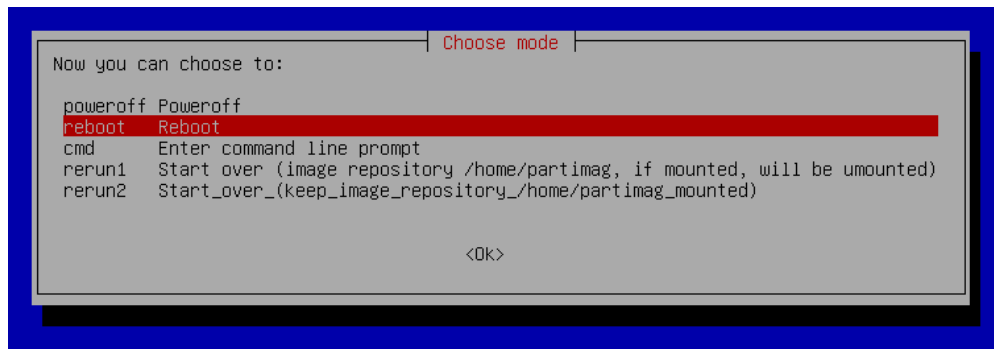 Choose mode
Now you can choose to:
poweroff Poweroff
reboot Reboot
cmd Enter command line prompt
rerun1 Start over (image repository /home/partimag, if mounted, will be umounted)
rerun2 Start_over_(keep_image_repository_/home/partimag_mounted)
<Ok>